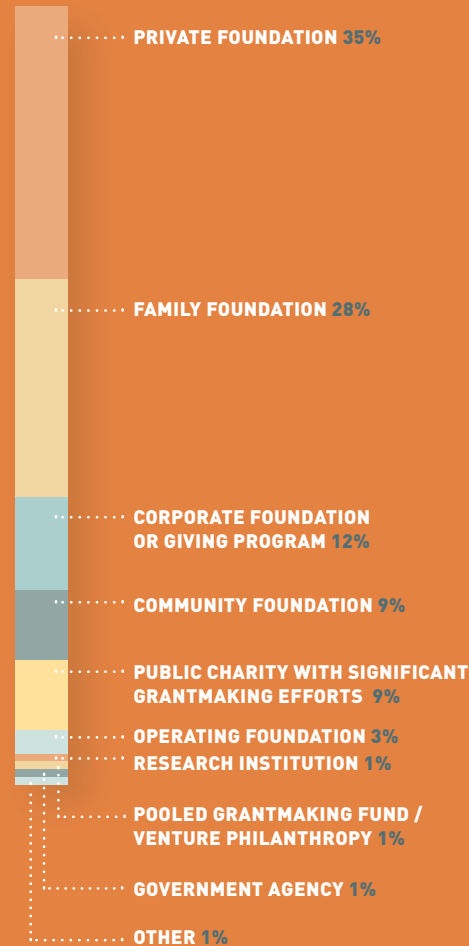 PRIVATE FOUNDATION 35%
FAMILY FOUNDATION 28%
CORPORATE FOUNDATION
OR GIVING PROGRAM 12%
COMMUNITY FOUNDATION 9%
PUBLIC CHARITY WITH SIGNIFICANT
GRANTMAKING EFFORTS 9%
OPERATING FOUNDATION 3%
RESEARCH INSTITUTION 1%
POOLED GRANTMAKING FUND /
VENTURE PHILANTHROPY 1%
GOVERNMENT AGENCY 1%
OTHER 1%